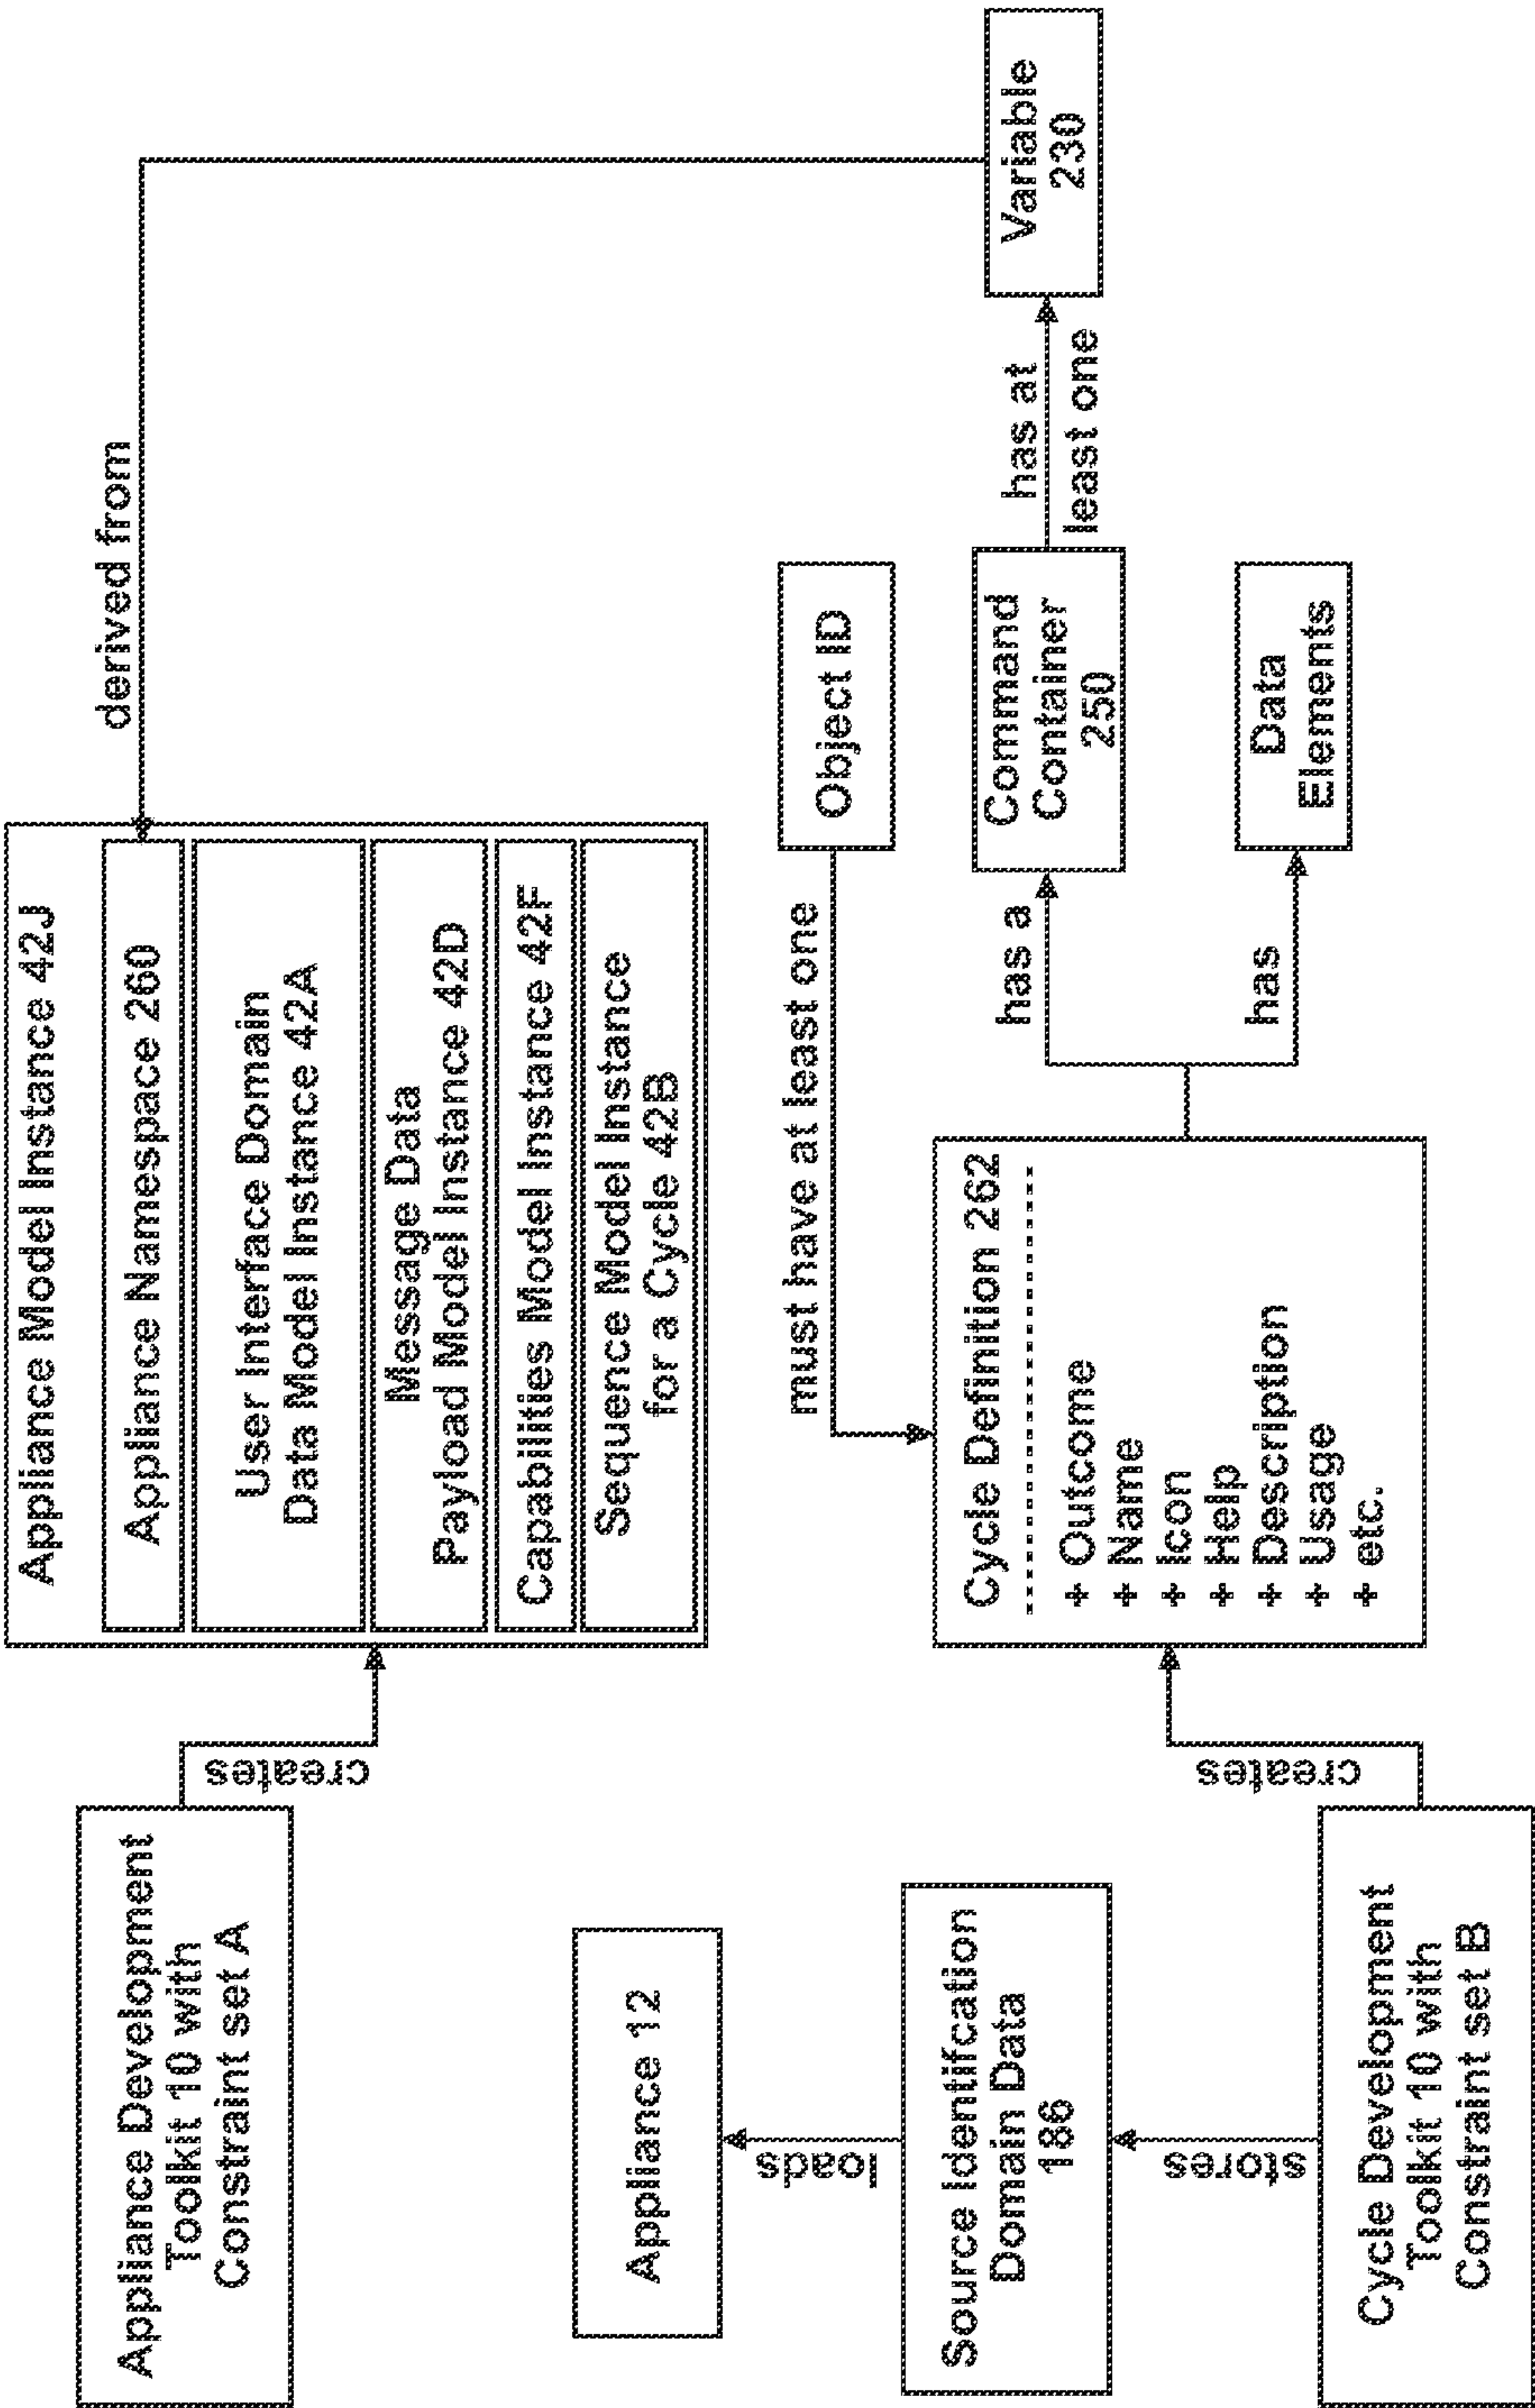 Appliance Development
Toolkit 10 with
Constraint set A
creates
Appliance Model Instance 42J
Appliance Namespace 260
User Interface Domain
Data Model Instance 42A
Message Data
Payload Model Instance 42D
Capabilities Model Instance 42F
Sequence Model Instance
for a Cycle 42B
derived from
Appliance 12
loads
Source Identifcation
Domain Data
186
stores
Cycle Development
Toolkit 10 with
Constraint set B
creates
must have at least one
Object ID
Cycle Definition 262
+ Outcome
+ Name
+ Icon
+ Help
+ Description
+ Usage
+ etc.
has a
Command
Container
250
has at
least one
Variable
230
has
Data
Elements